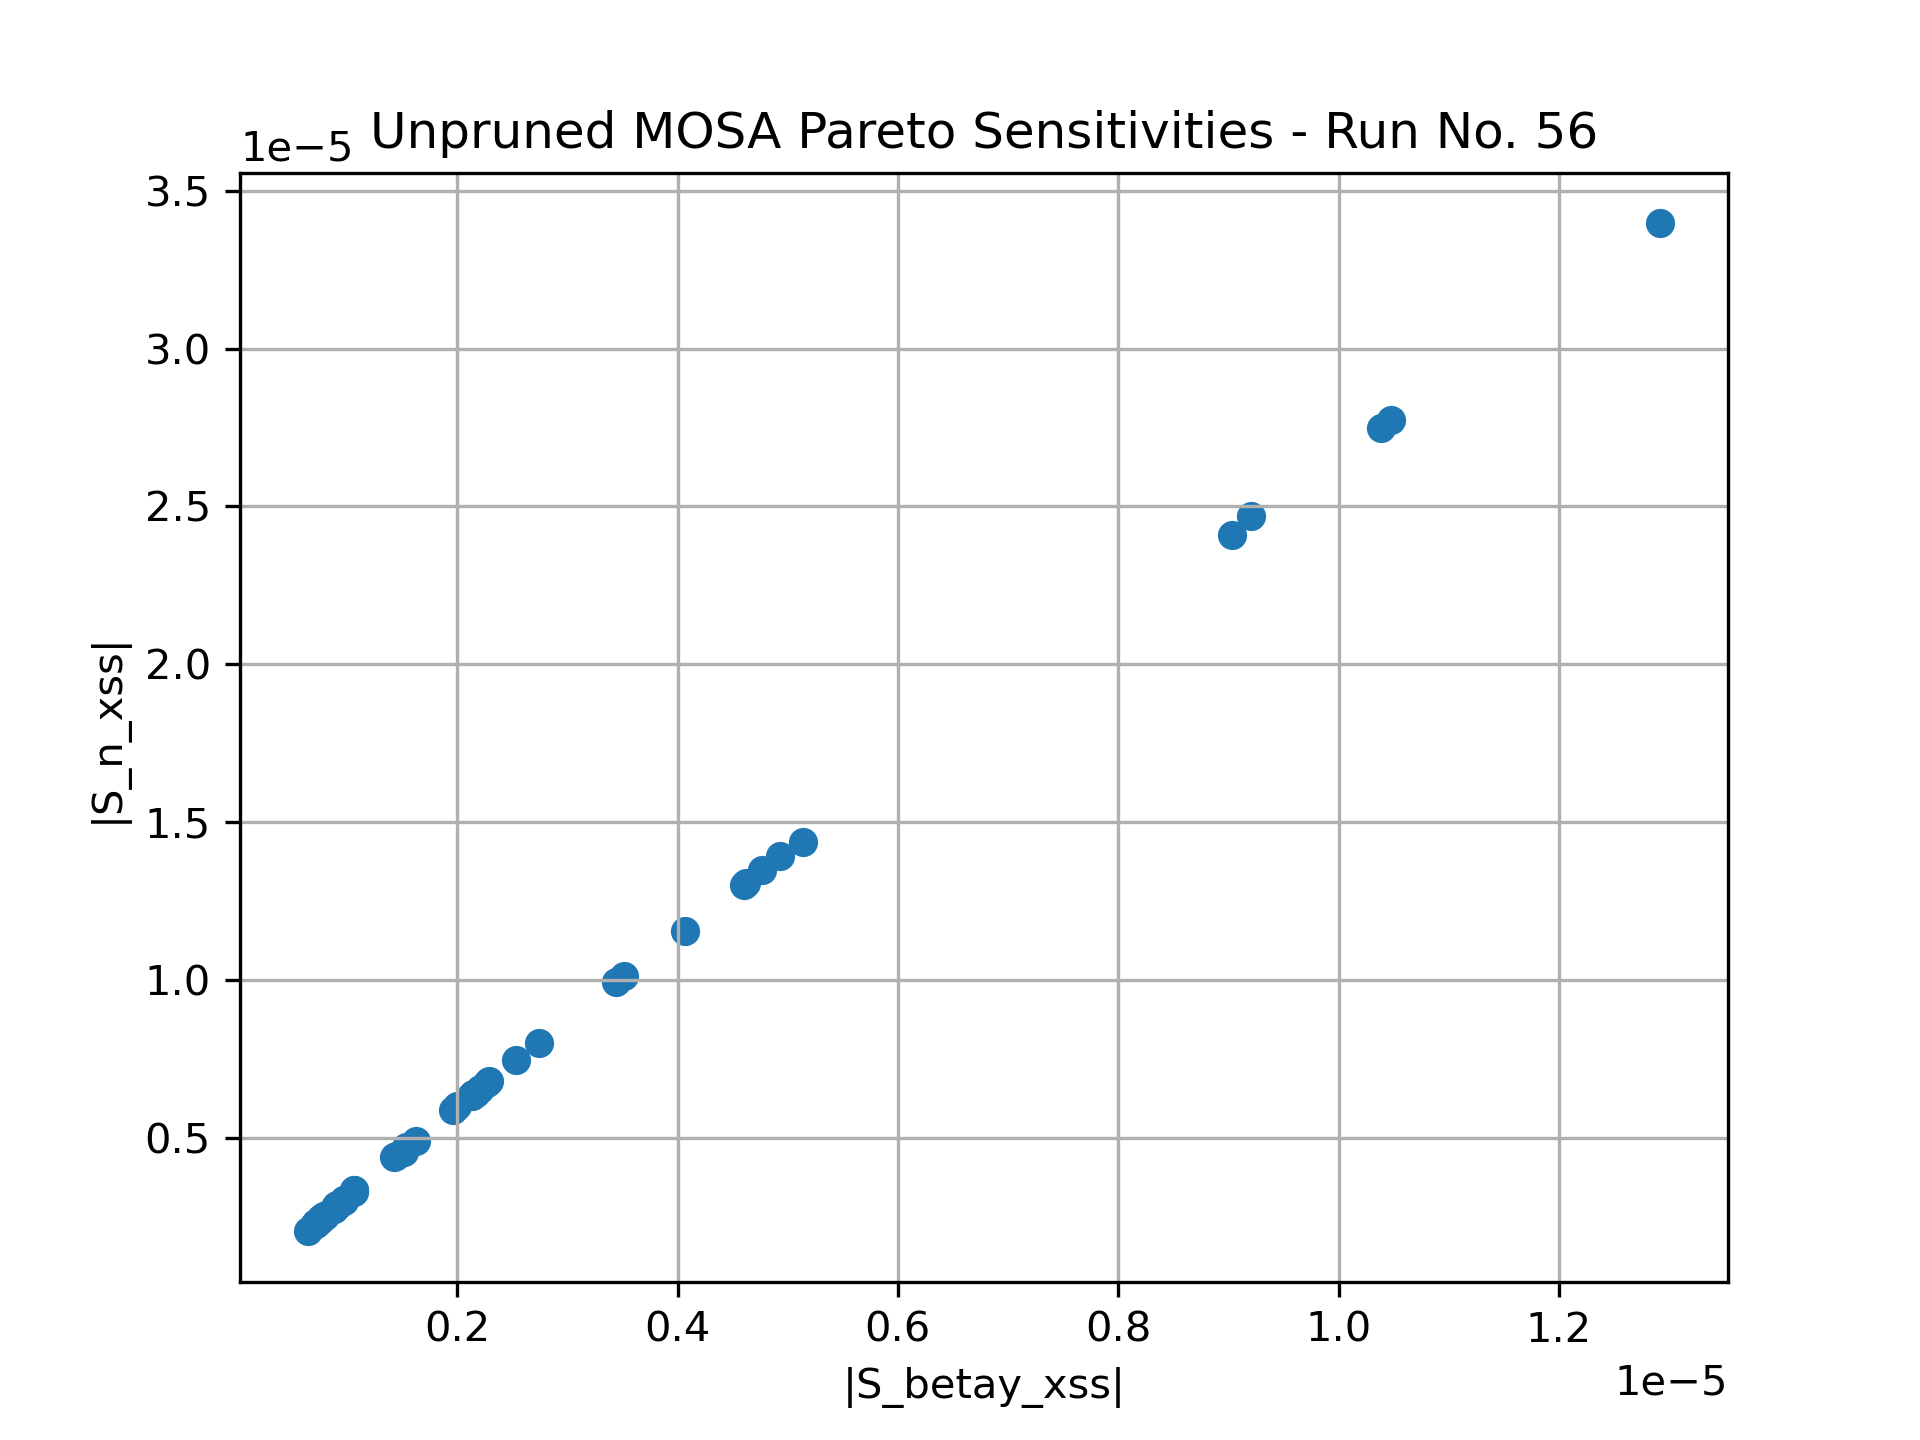 Unpruned MOSA Pareto Sensitivities - Run No. 56
1e−5
3.5
3.0
2.5
2.0
1.5
1.0
0.5
|S_n_xss|
0.2 0.4 0.6 0.8 1.0 1.2
1e−5
|S_betay_xss|